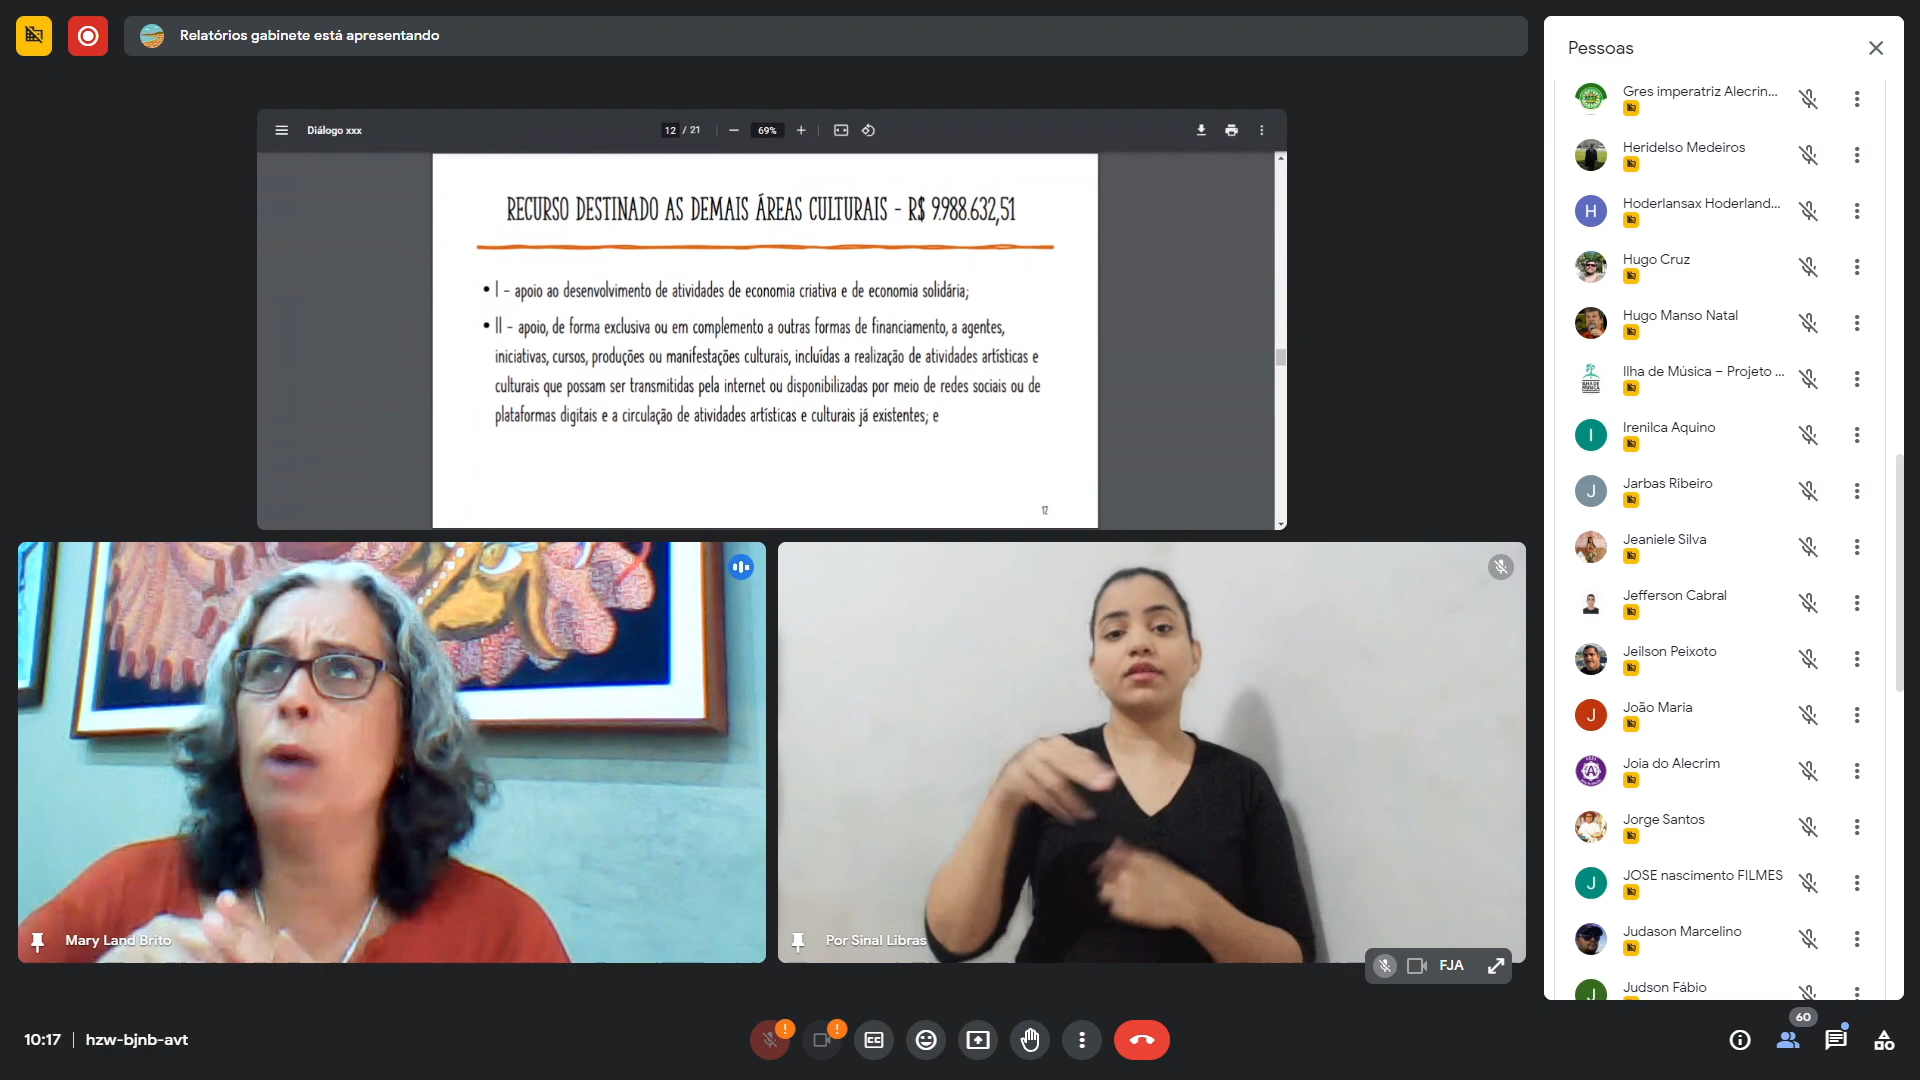 Relatórios gabinete está apresentando
Diálogo xxx
12 / 21
69%
RECURSO DESTINADO AS DEMAIS ÁREAS CULTURAIS - R$ 9.988.632,51
• I - apoio ao desenvolvimento de atividades de economia criativa e de economia solidária;
• II - apoio, de forma exclusiva ou em complemento a outras formas de financiamento, a agentes,
iniciativas, cursos, produções ou manifestações culturais, incluídas a realização de atividades artísticas e
culturais que possam ser transmitidas pela internet ou disponibilizadas por meio de redes sociais ou de
plataformas digitais e a circulação de atividades artísticas e culturais já existentes; e
12
Mary Land Brito
Por Sinal Libras
FJA
10:17 | hzw-bjnb-avt
Pessoas
Gres imperatriz Alecrin...
Heridelso Medeiros
H
Hoderlansax Hoderland...
Hugo Cruz
Hugo Manso Natal
Ilha de Música – Projeto ...
I
Irenilca Aquino
J
Jarbas Ribeiro
Jeaniele Silva
Jefferson Cabral
Jeilson Peixoto
J
João Maria
Joia do Alecrim
Jorge Santos
J
JOSE nascimento FILMES
Judason Marcelino
J
Judson Fábio
60